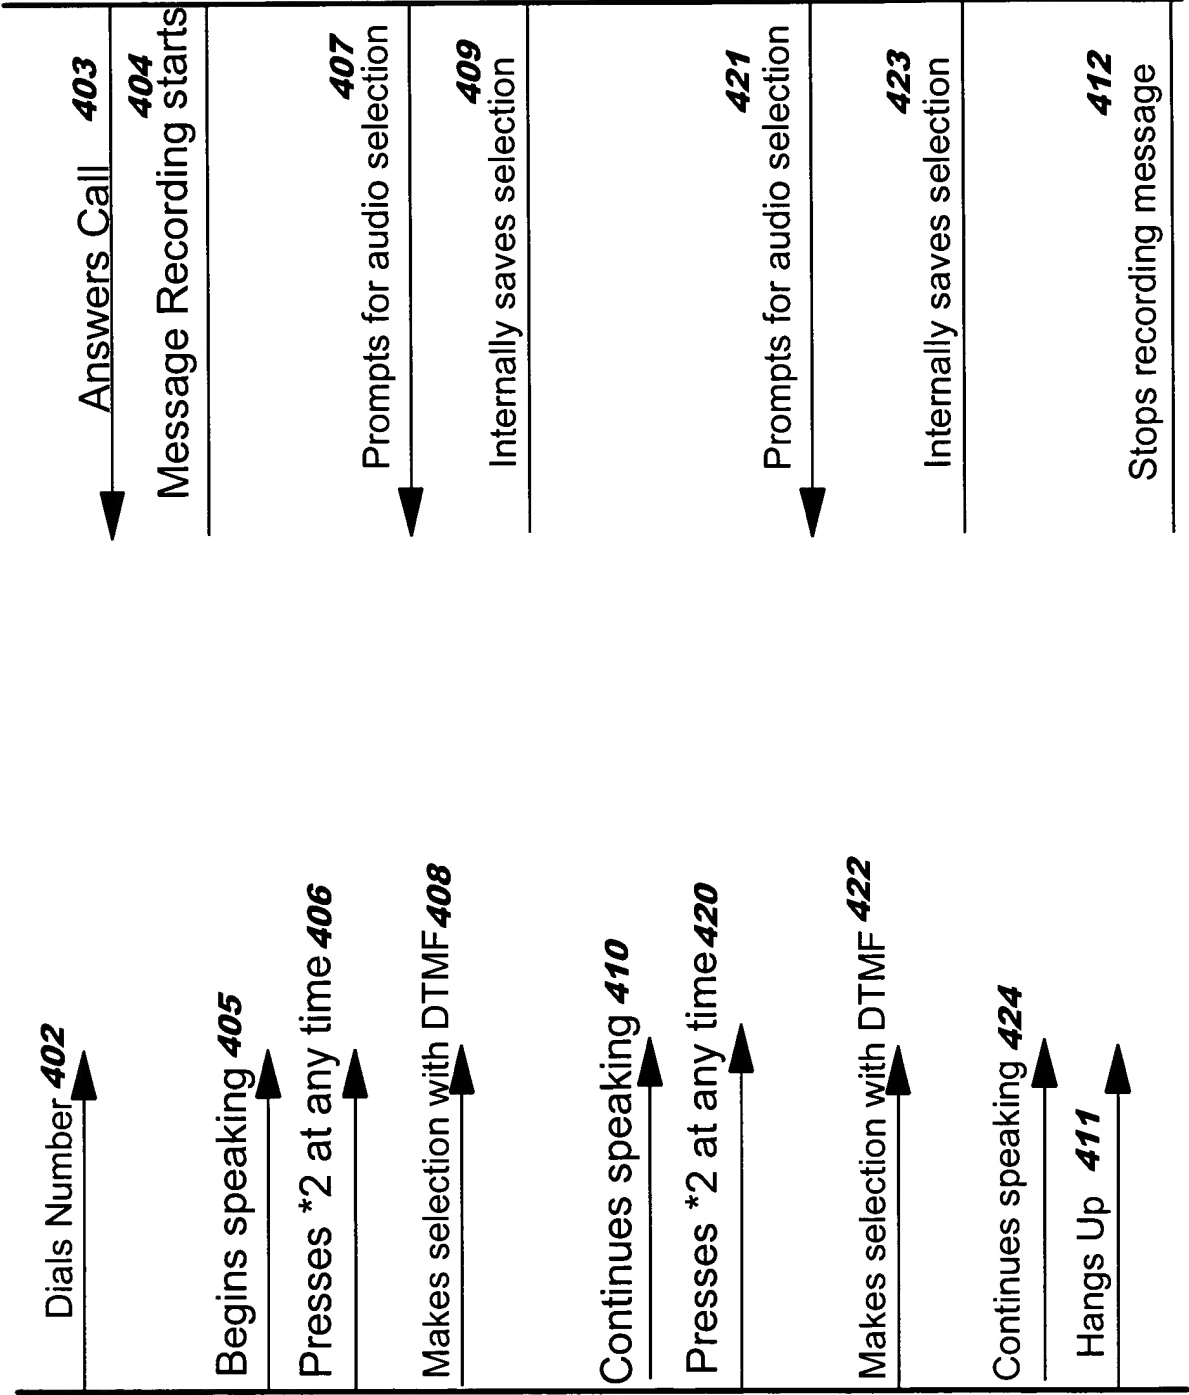 Dials Number 402
Answers Call 403
Message Recording starts 404
Begins speaking 405
Presses *2 at any time 406
Prompts for audio selection 407
Makes selection with DTMF 408
Internally saves selection 409
Continues speaking 410
Presses *2 at any time 420
Prompts for audio selection 421
Makes selection with DTMF 422
Internally saves selection 423
Continues speaking 424
Hangs Up 411
Stops recording message 412